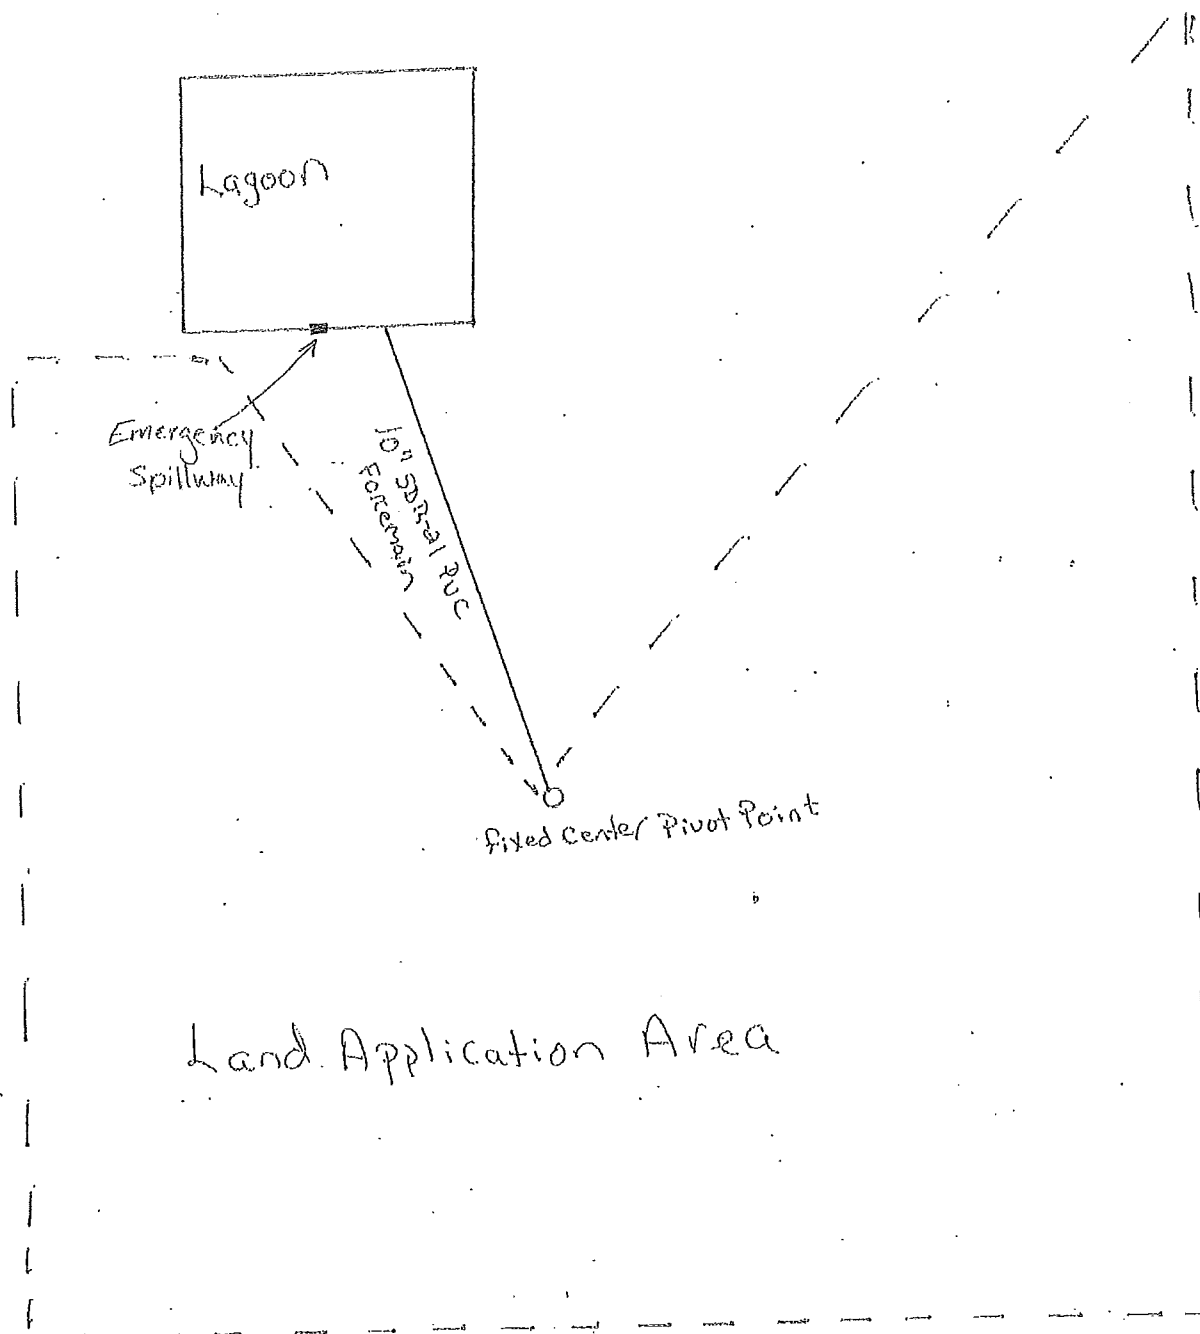 Lagoon
Emergency
Spillway
10" SDR-21 PVC
Forcemain
fixed Center Pivot Point
Land Application Area